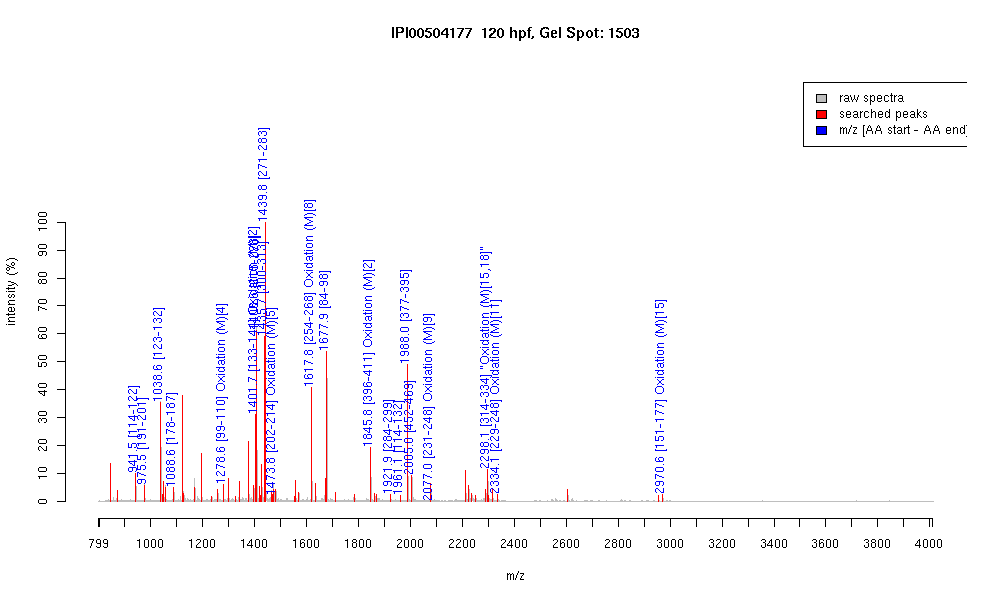 IPI00504177  120 hpf, Gel Spot: 1503
raw spectra
searched peaks
m/z [AA start - AA end]
intensity (%)
100
90
80
70
60
50
40
30
20
10
0
941.5 [114-122]
975.5 [191-201]
1038.6 [123-132]
1088.6 [178-187]
1278.6 [99-110] Oxidation (M)[4]
1401.7 [133-144]
1435.7 [300-313]
1439.8 [271-283]
1473.8 [202-214] Oxidation (M)[5]
1617.8 [254-268] Oxidation (M)[8]
1677.9 [84-98]
1845.8 [396-411] Oxidation (M)[2]
1921.9 [284-299]
1961.1 [114-132]
1988.0 [377-395]
2005.0 [452-469]
2077.0 [231-248] Oxidation (M)[9]
2298.1 [314-334] "Oxidation (M)[15,18]"
2334.1 [229-248] Oxidation (M)[11]
2970.6 [151-177] Oxidation (M)[15]
799 1000 1200 1400 1600 1800 2000 2200 2400 2600 2800 3000 3200 3400 3600 3800 4000
m/z